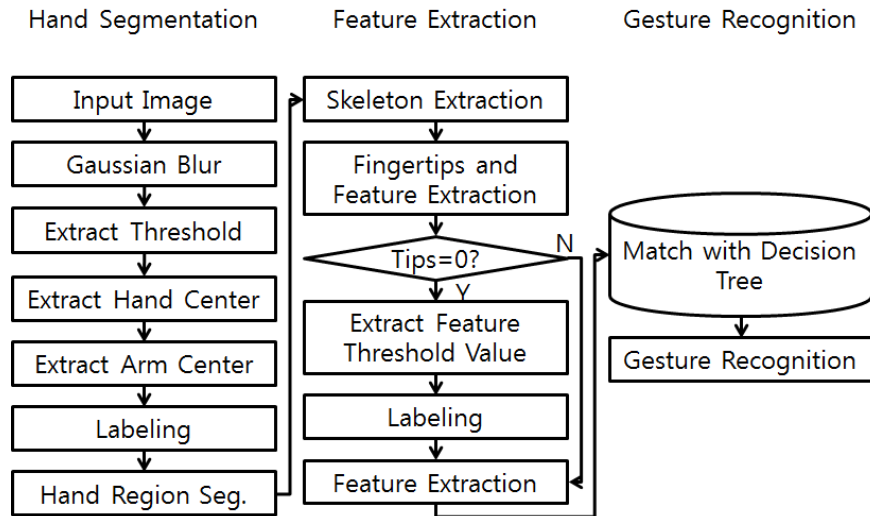 Hand Segmentation
Input Image
Gaussian Blur
Extract Threshold
Extract Hand Center
Extract Arm Center
Labeling
Hand Region Seg.
Feature Extraction
Skeleton Extraction
Fingertips and
Feature Extraction
Tips=0?
N
Y
Extract Feature
Threshold Value
Labeling
Feature Extraction
Gesture Recognition
Match with Decision
Tree
Gesture Recognition